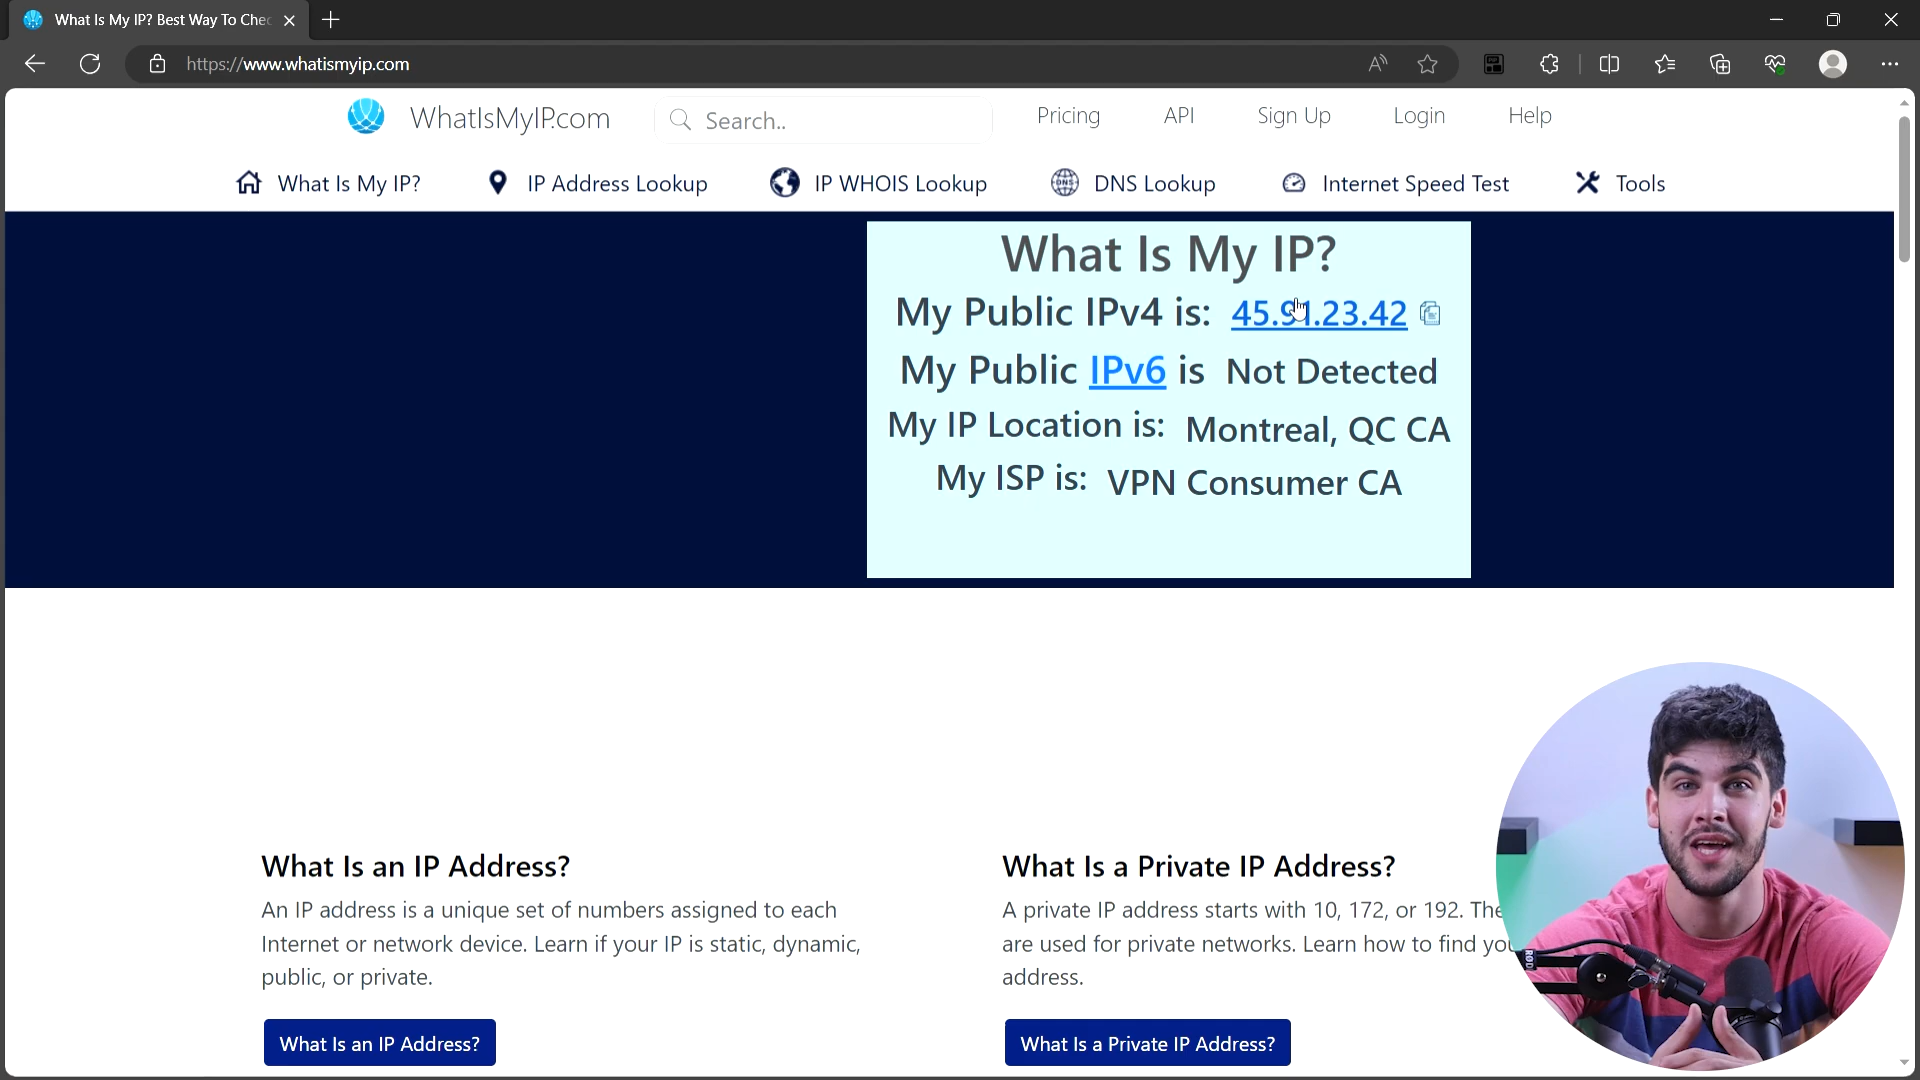 What Is My IP? Best Way To Chec
https://www.whatismyip.com
WhatIsMyIP.com
Search..
Pricing
API
Sign Up
Login
Help
What Is My IP?
IP Address Lookup
IP WHOIS Lookup
DNS
DNS Lookup
Internet Speed Test
Tools
What Is My IP?
My Public IPv4 is: 45.91.23.42
My Public IPv6 is Not Detected
My IP Location is: Montreal, QC CA
My ISP is: VPN Consumer CA
What Is an IP Address?
An IP address is a unique set of numbers assigned to each
Internet or network device. Learn if your IP is static, dynamic,
public, or private.
What Is an IP Address?
What Is a Private IP Address?
A private IP address starts with 10, 172, or 192. The
are used for private networks. Learn how to find you
address.
What Is a Private IP Address?